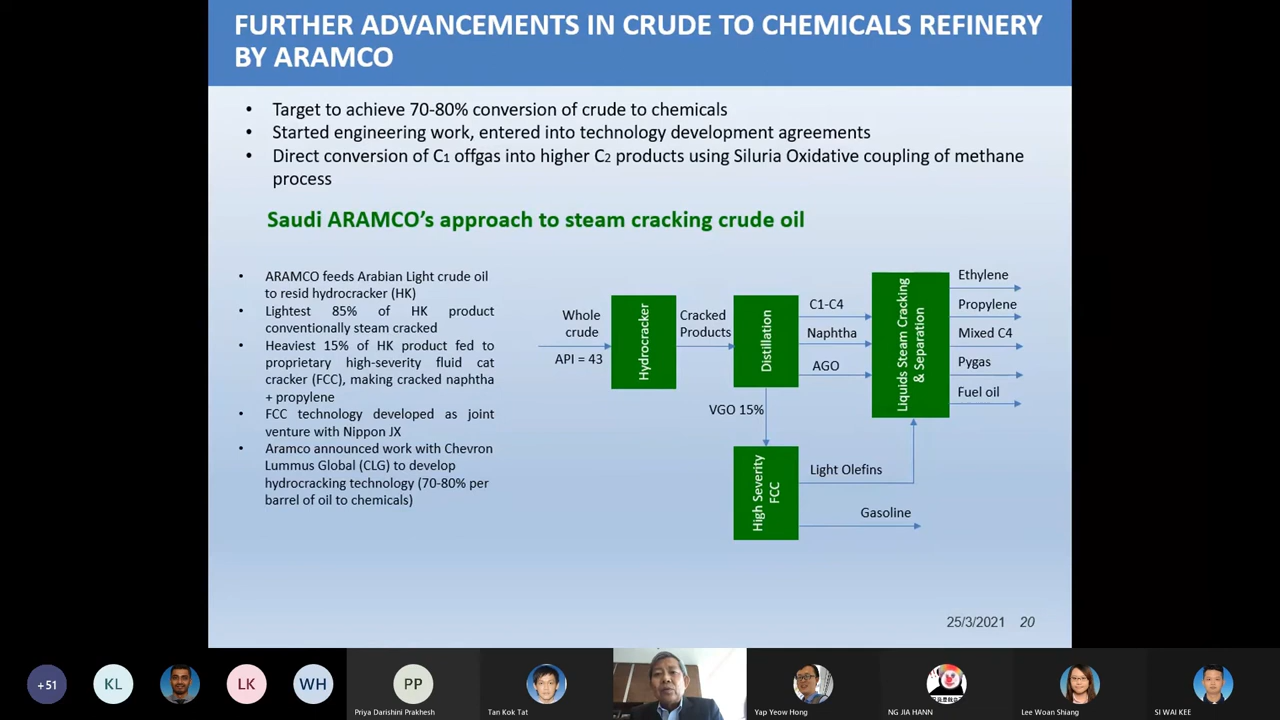 FURTHER ADVANCEMENTS IN CRUDE TO CHEMICALS REFINERY
BY ARAMCO
• Target to achieve 70-80% conversion of crude to chemicals
• Started engineering work, entered into technology development agreements
• Direct conversion of C1 offgas into higher C2 products using Siluria Oxidative coupling of methane
process
Saudi ARAMCO's approach to steam cracking crude oil
• ARAMCO feeds Arabian Light crude oil
to resid hydrocracker (HK)
• Lightest 85% of HK product
conventionally steam cracked
• Heaviest 15% of HK product fed to
proprietary high-severity fluid cat
cracker (FCC), making cracked naphtha
+ propylene
• FCC technology developed as joint
venture with Nippon JX
• Aramco announced work with Chevron
Lummus Global (CLG) to develop
hydrocracking technology (70-80% per
barrel of oil to chemicals)
Whole
crude
API = 43
Hydrocracker
Cracked
Products
Distillation
C1-C4
Naphtha
AGO
Liquids Steam Cracking
& Separation
Ethylene
Propylene
Mixed C4
Pygas
Fuel oil
VGO 15%
High Severity
FCC
Light Olefins
Gasoline
25/3/2021 20
+51
KL
LK
WH
PP
Priya Darishini Prakhesh
Tan Kok Tat
Yap Yeow Hong
NG JIA HANN
Lee Woan Shiang
SI WAI KEE